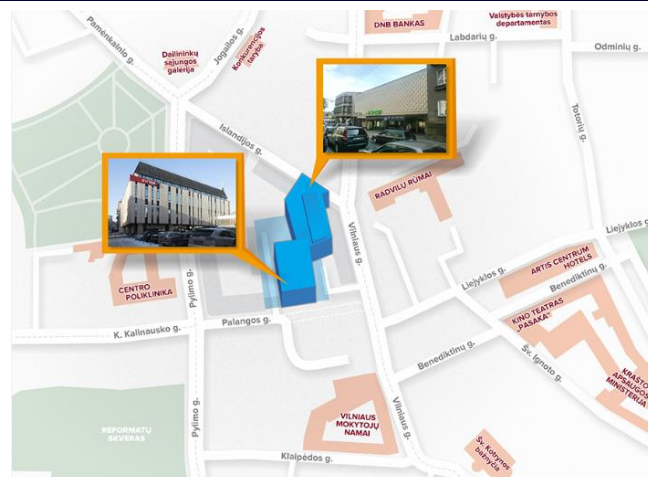 DNB BANKAS
Valstybės tarnybos
departamentas
Labdarių g.
Odminių g.
Pamėnkalnio g.
Jogailos g.
Dailininkų
sąjungos
galerija
Konkurencijos
taryba
Islandijos g.
Totorių g.
RADVILŲ RŪMAI
Vilniaus g.
Liejyklos g.
Liejyklos g.
ARTIS CENTRUM
HOTELS
Benediktinų g.
CENTRO
POLIKLINIKA
Pylimo g.
KINO TEATRAS
„PASAKA“
K. Kalinausko g.
Palangos g.
Benediktinų g.
Šv. Ignoto g.
KRAŠTO
APSAUGOS
MINISTERIJA
REFORMATŲ
SKVERAS
Pylimo g.
VILNIAUS
MOKYTOJŲ
NAMAI
Vilniaus g.
Klaipėdos g.
Šv. Kotrynos
bažnyčia